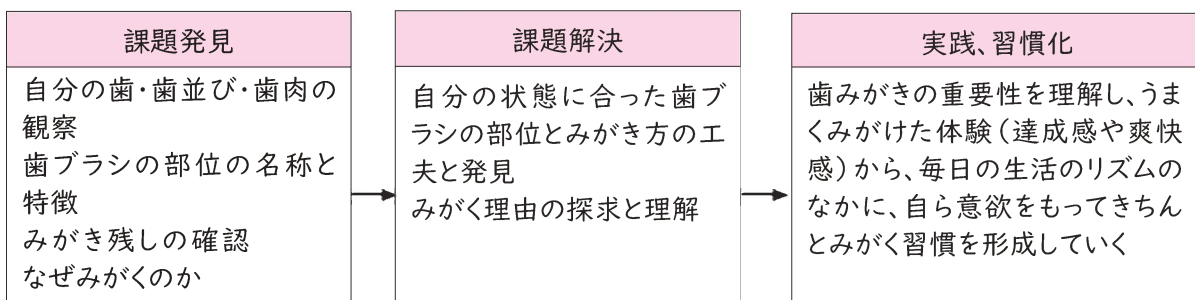 課題発見
自分の歯・歯並び・歯肉の
観察
歯ブラシの部位の名称と
特徴
みがき残しの確認
なぜみがくのか
課題解決
自分の状態に合った歯ブ
ラシの部位とみがき方の工
夫と発見
みがく理由の探求と理解
実践、習慣化
歯みがきの重要性を理解し、うま
くみがけた体験（達成感や爽快
感）から、毎日の生活のリズムの
なかに、自ら意欲をもってきちん
とみがく習慣を形成していく